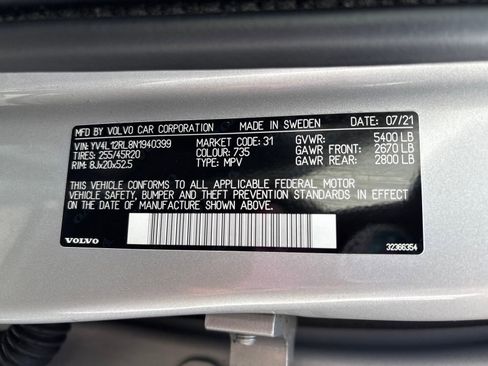 MFD BY VOLVO CAR CORPORATION MADE IN SWEDEN DATE: 07/21
VIN: YV4L12RL8N1940399 MARKET CODE: 31 GVWR: 5400 LB
TIRES: 255/45R20 COLOUR: 735 GAWR FRONT: 2670 LB
RIM: 8Jx20x52.5 TYPE: MPV GAWR REAR: 2800 LB
THIS VEHICLE CONFORMS TO ALL APPLICABLE FEDERAL MOTOR
VEHICLE SAFETY, BUMPER AND THEFT PREVENTION STANDARDS IN EFFECT
ON THE DATE OF MANUFACTURE SHOWN ABOVE.
VOLVO 32366354